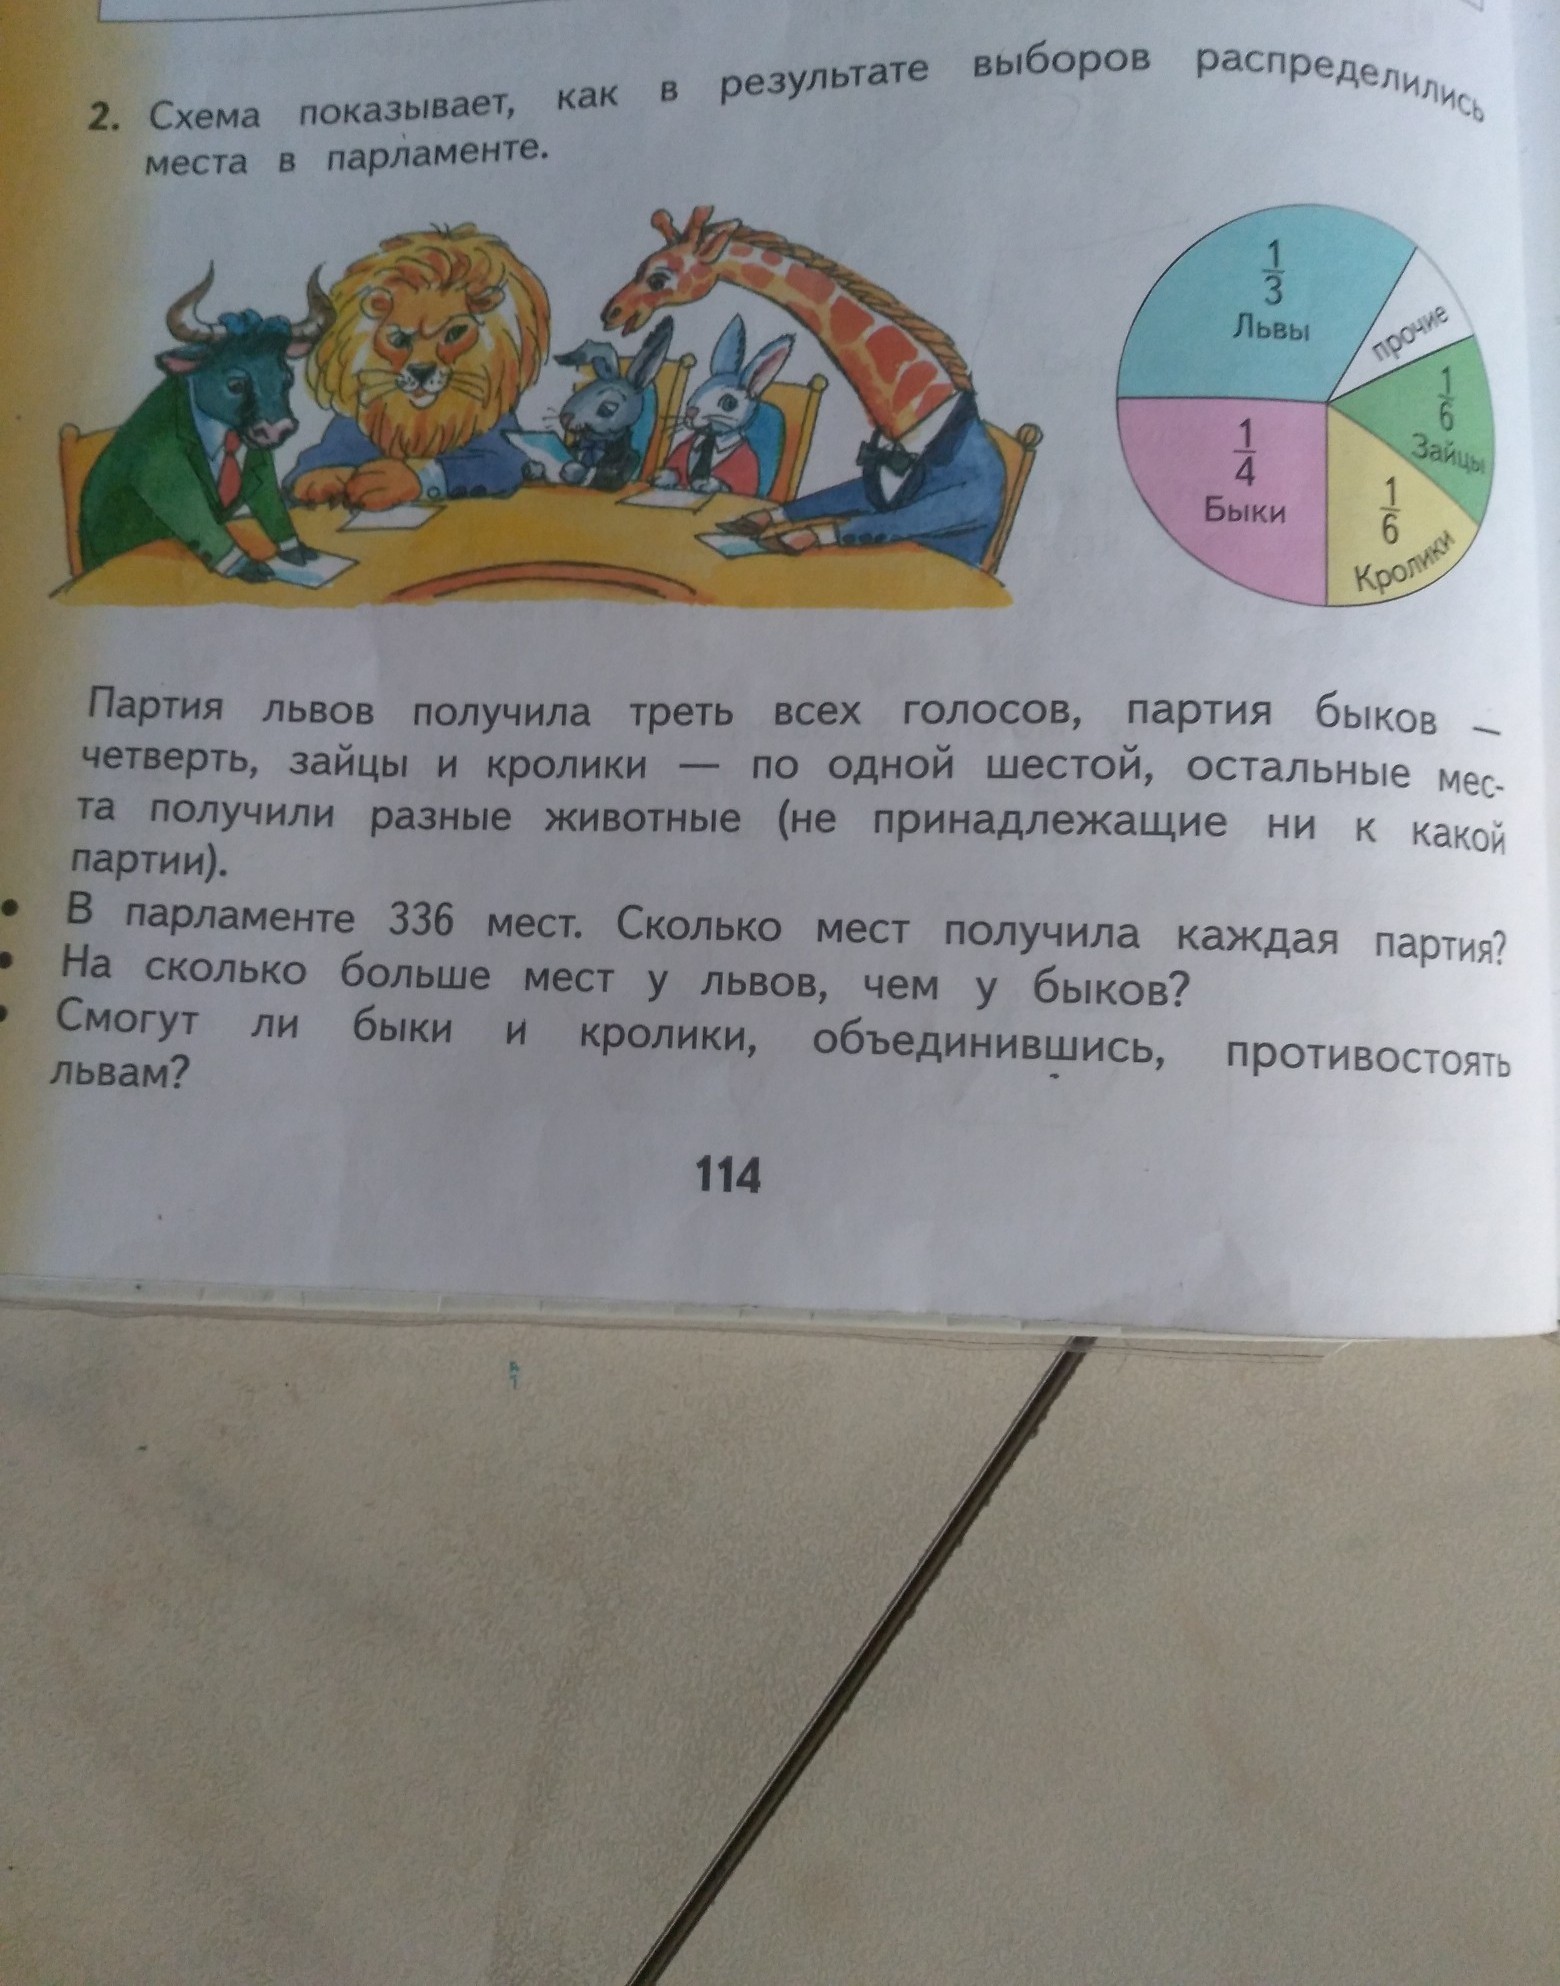 2. Схема показывает, как в результате выборов распределились
места в парламенте.
1/3
Львы
прочие
1/6
Зайцы
1/4
Быки
1/6
Кролики
Партия львов получила треть всех голосов, партия быков —
четверть, зайцы и кролики — по одной шестой, остальные мес-
та получили разные животные (не принадлежащие ни к какой
партии).
• В парламенте 336 мест. Сколько мест получила каждая партия?
• На сколько больше мест у львов, чем у быков?
• Смогут ли быки и кролики, объединившись, противостоять
львам?
114